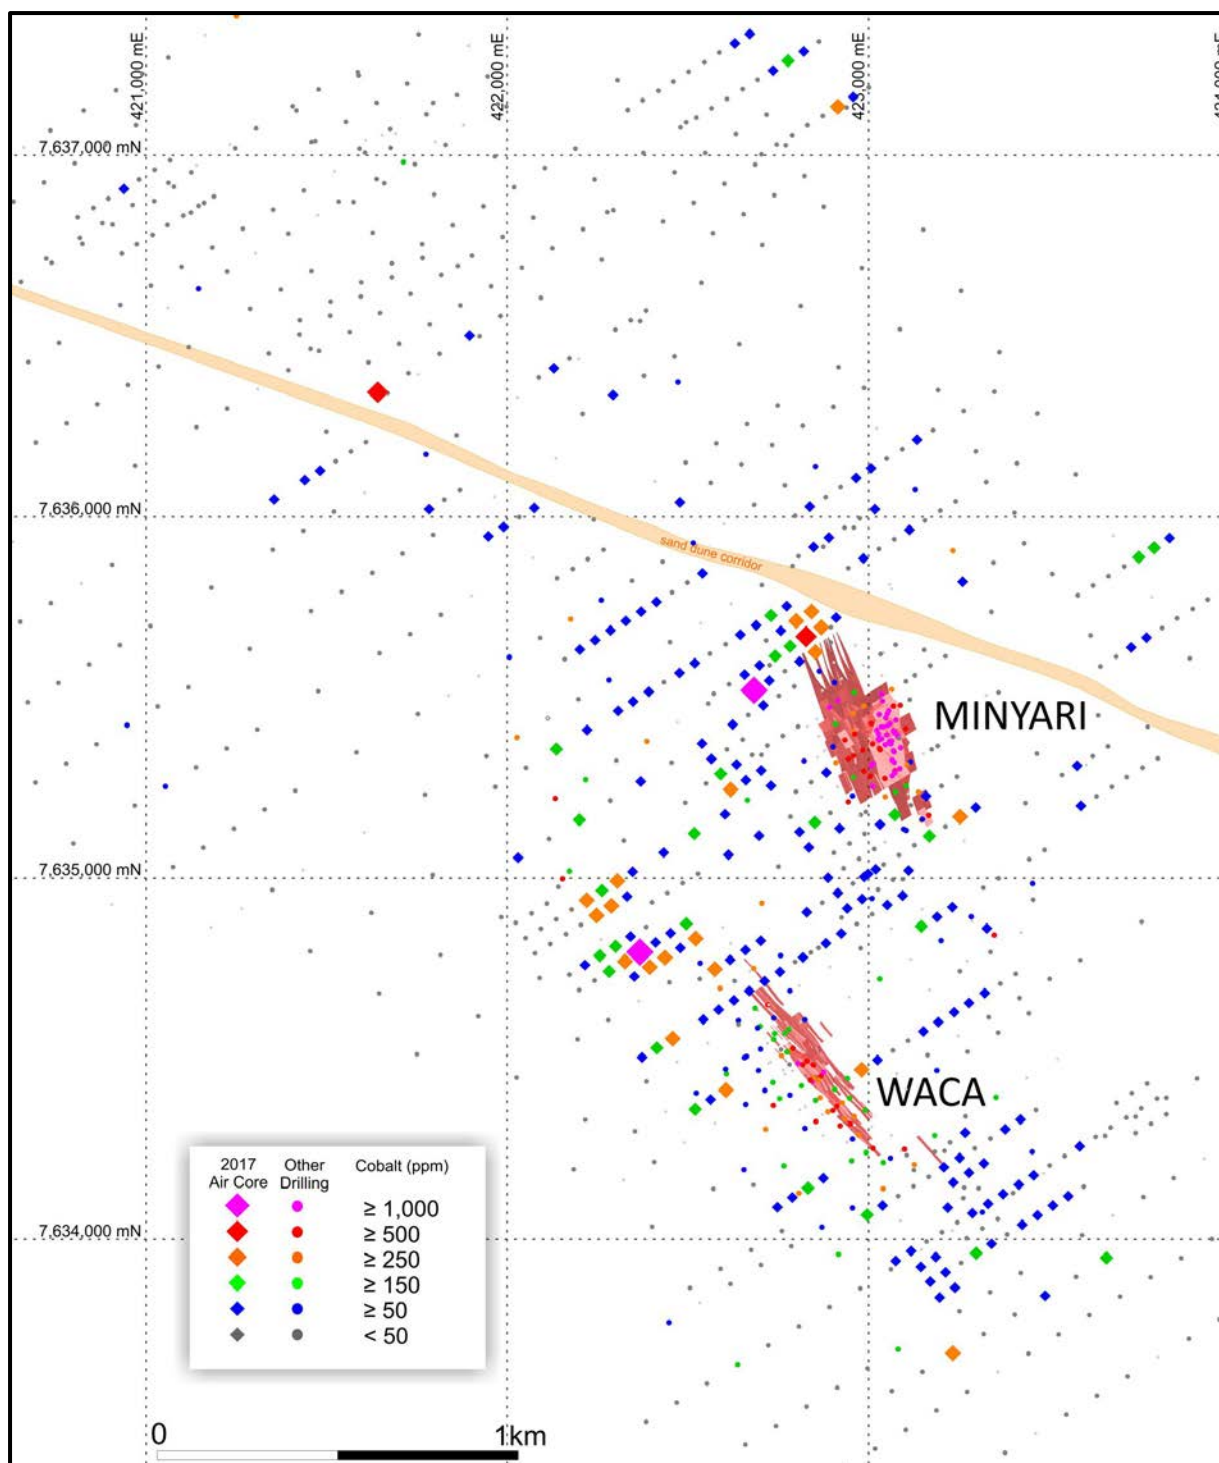 421,000 mE
422,000 mE
423,000 mE
7,637,000 mN
7,636,000 mN
sand dune corridor
MINYARI
7,635,000 mN
WACA
2017 Air Core
Other Drilling
Cobalt (ppm)
≥ 1,000
≥ 500
≥ 250
≥ 150
≥ 50
< 50
7,634,000 mN
0
1km